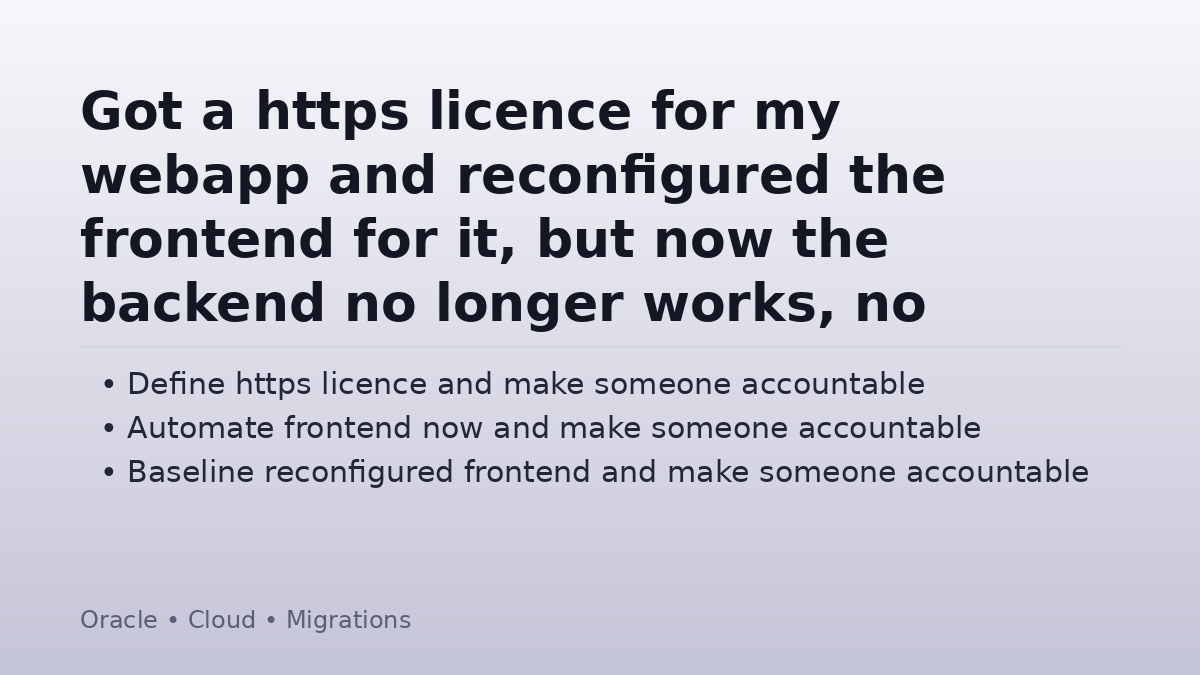 Got a https licence for my
webapp and reconfigured the
frontend for it, but now the
backend no longer works, no
• Define https licence and make someone accountable
• Automate frontend now and make someone accountable
• Baseline reconfigured frontend and make someone accountable
Oracle • Cloud • Migrations